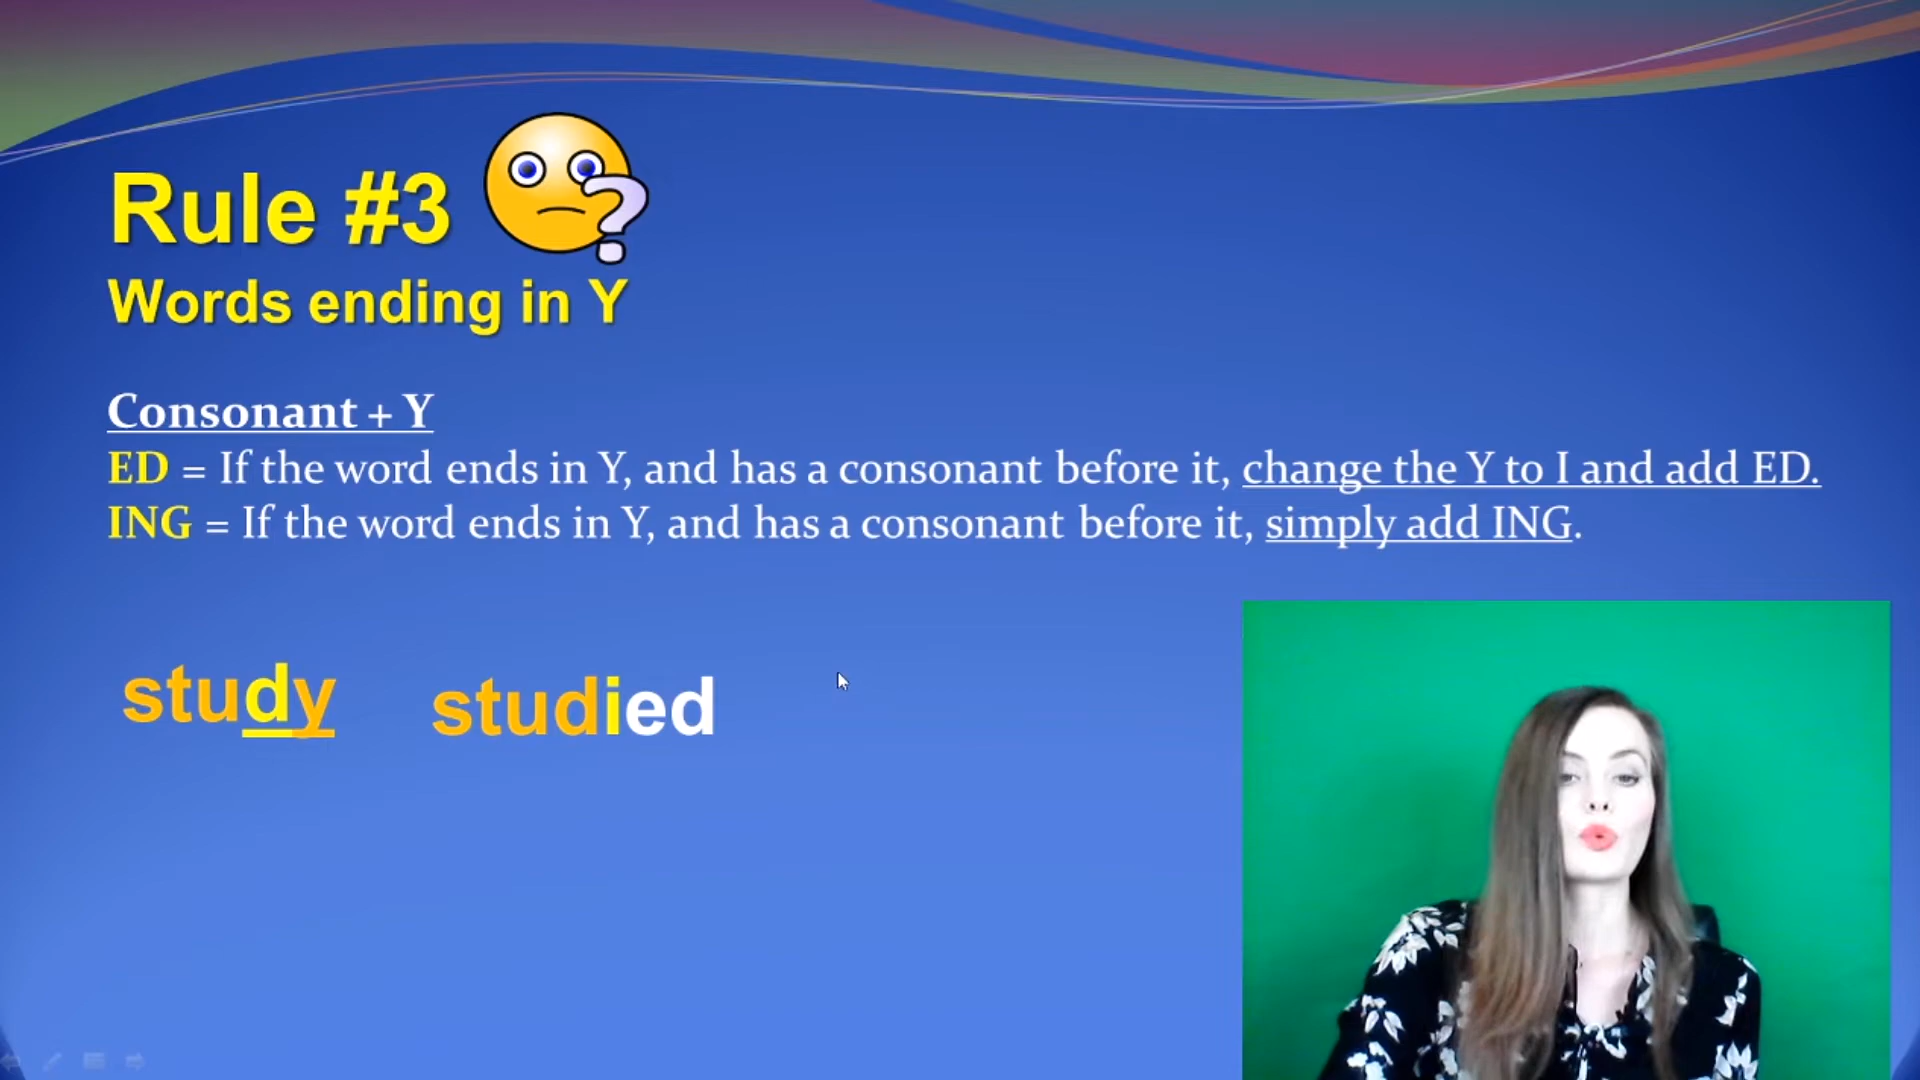 Rule #3
Words ending in Y
Consonant + Y
ED = If the word ends in Y, and has a consonant before it, change the Y to I and add ED.
ING = If the word ends in Y, and has a consonant before it, simply add ING.
study studied